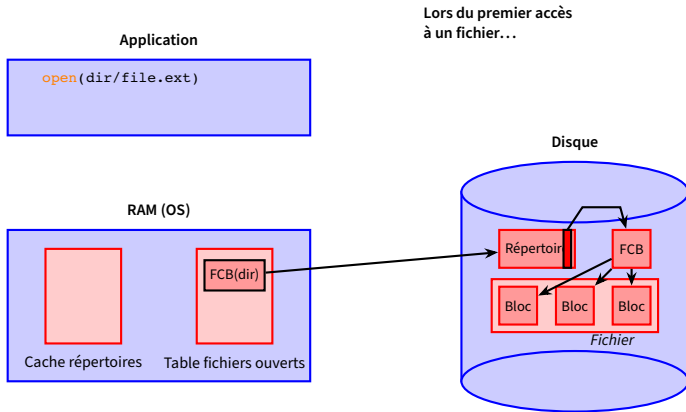 Lors du premier accès
à un fichier…
Application
open(dir/file.ext)
Disque
RAM (OS)
Répertoir
FCB
FCB(dir)
Bloc
Bloc
Bloc
Fichier
Cache répertoires
Table fichiers ouverts